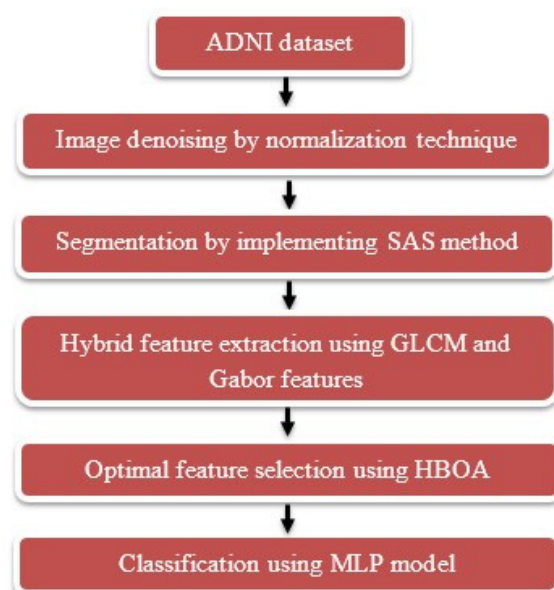 ADNI dataset
Image denoising by normalization technique
Segmentation by implementing SAS method
Hybrid feature extraction using GLCM and
Gabor features
Optimal feature selection using HBOA
Classification using MLP model